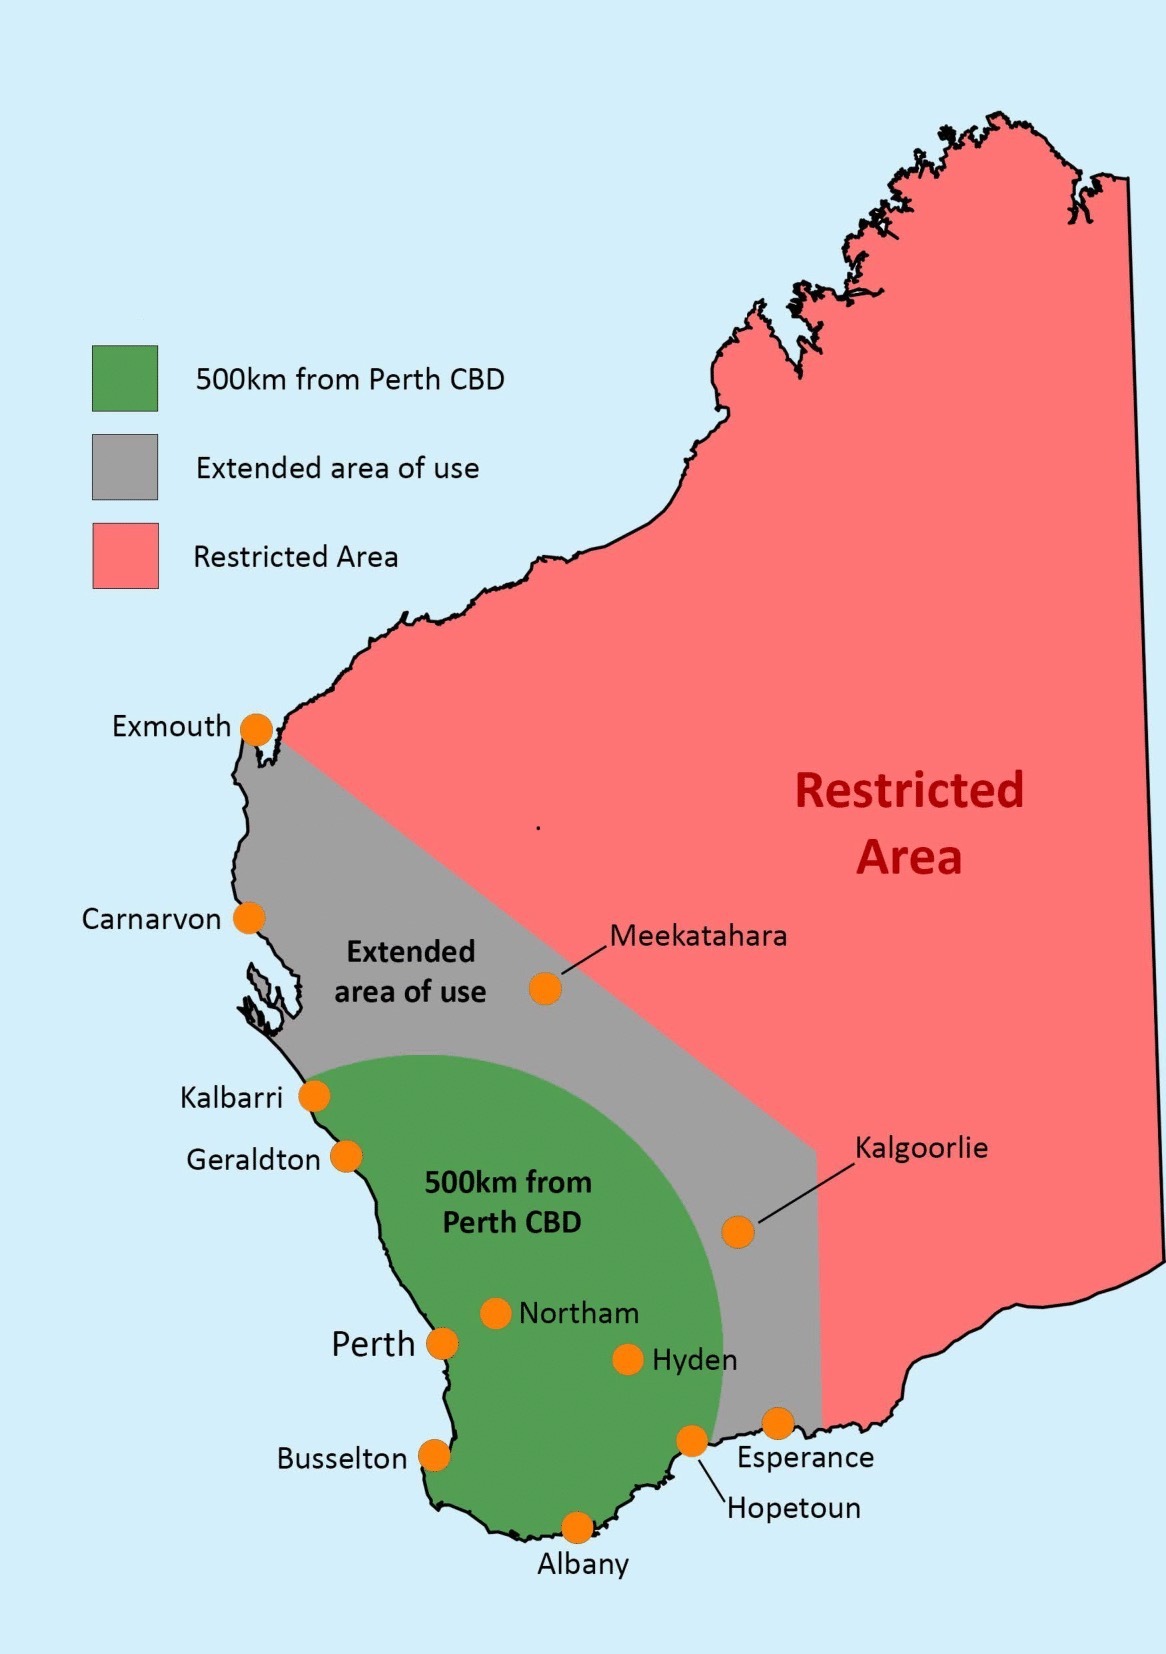 500km from Perth CBD
Extended area of use
Restricted Area
Exmouth
Restricted
Area
Carnarvon
Meekatahara
Extended
area of use
Kalbarri
Geraldton
Kalgoorlie
500km from
Perth CBD
Northam
Perth
Hyden
Busselton
Esperance
Hopetoun
Albany